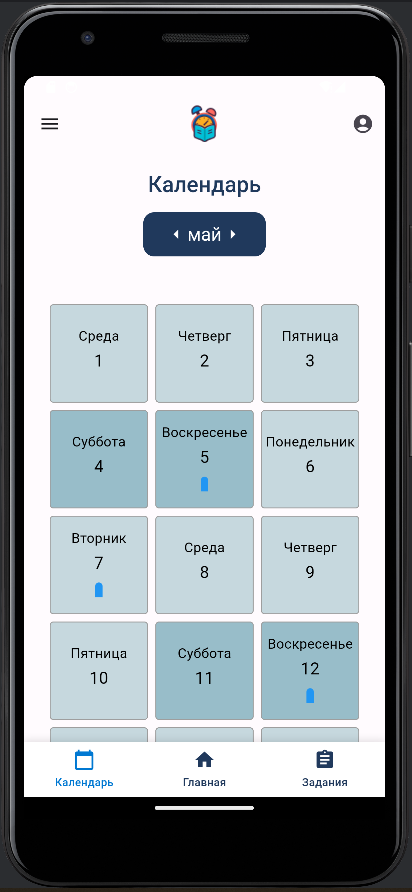 Календарь
май
Среда
1
Четверг
2
Пятница
3
Суббота
4
Воскресенье
5
Понедельник
6
Вторник
7
Среда
8
Четверг
9
Пятница
10
Суббота
11
Воскресенье
12
Календарь
Главная
Задания